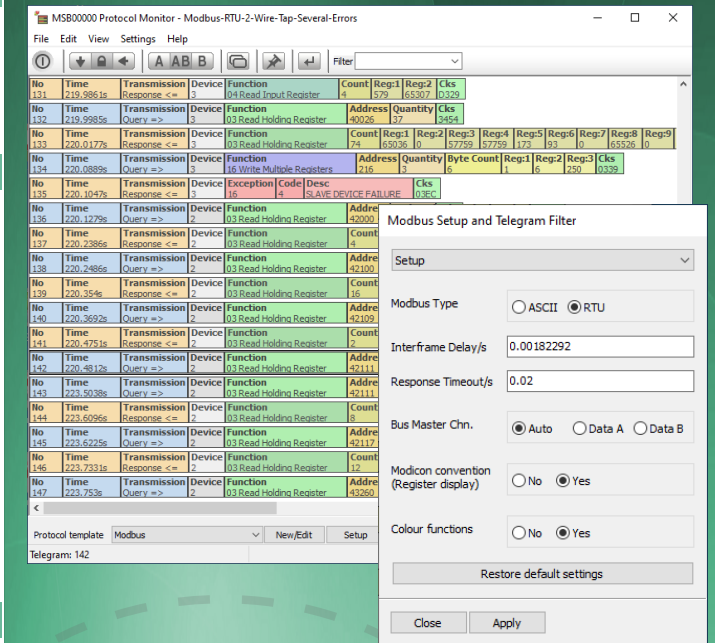 MSB00000 Protocol Monitor - Modbus-RTU-2-Wire-Tap-Several-Errors
File Edit View Settings Help
A AB B Filter
No Time Transmission Device Function Count Reg:1 Reg:2 Cks
131 219.9861s Response <= 3 04 Read Input Register 4 579 65307 D329
No Time Transmission Device Function Address Quantity Cks
132 219.9985s Query => 3 03 Read Holding Register 40026 37 3454
No Time Transmission Device Function Count Reg:1 Reg:2 Reg:3 Reg:4 Reg:5 Reg:6 Reg:7 Reg:8 Reg:9
133 220.0177s Response <= 3 03 Read Holding Register 74 65036 0 57759 57759 173 93 0 65526 0
No Time Transmission Device Function Address Quantity Byte Count Reg:1 Reg:2 Reg:3 Cks
134 220.0889s Query => 3 16 Write Multiple Registers 216 3 6 1 6 250 0339
No Time Transmission Device Exception Code Desc Cks
135 220.1047s Response <= 3 16 4 SLAVE DEVICE FAILURE 03EC
No Time Transmission Device Function Addre
136 220.1279s Query => 2 03 Read Holding Register 42000
No Time Transmission Device Function Count
137 220.2386s Response <= 2 03 Read Holding Register 4
No Time Transmission Device Function Addre
138 220.2486s Query => 2 03 Read Holding Register 42100
No Time Transmission Device Function Count
139 220.354s Response <= 2 03 Read Holding Register 16
No Time Transmission Device Function Addre
140 220.3692s Query => 2 03 Read Holding Register 42109
No Time Transmission Device Function Count
141 220.4751s Response <= 2 03 Read Holding Register 2
No Time Transmission Device Function Addre
142 220.4812s Query => 2 03 Read Holding Register 42111
No Time Transmission Device Function Addre
143 223.5038s Query => 2 03 Read Holding Register 42111
No Time Transmission Device Function Count
144 223.6096s Response <= 2 03 Read Holding Register 8
No Time Transmission Device Function Addre
145 223.6225s Query => 2 03 Read Holding Register 42117
No Time Transmission Device Function Count
146 223.7331s Response <= 2 03 Read Holding Register 12
No Time Transmission Device Function Addre
147 223.753s Query => 2 03 Read Holding Register 43260
Protocol template Modbus New/Edit Setup
Telegram: 142
Modbus Setup and Telegram Filter
Setup
Modbus Type ASCII RTU
Interframe Delay/s 0.00182292
Response Timeout/s 0.02
Bus Master Chn. Auto Data A Data B
Modicon convention
(Register display) No Yes
Colour functions No Yes
Restore default settings
Close Apply